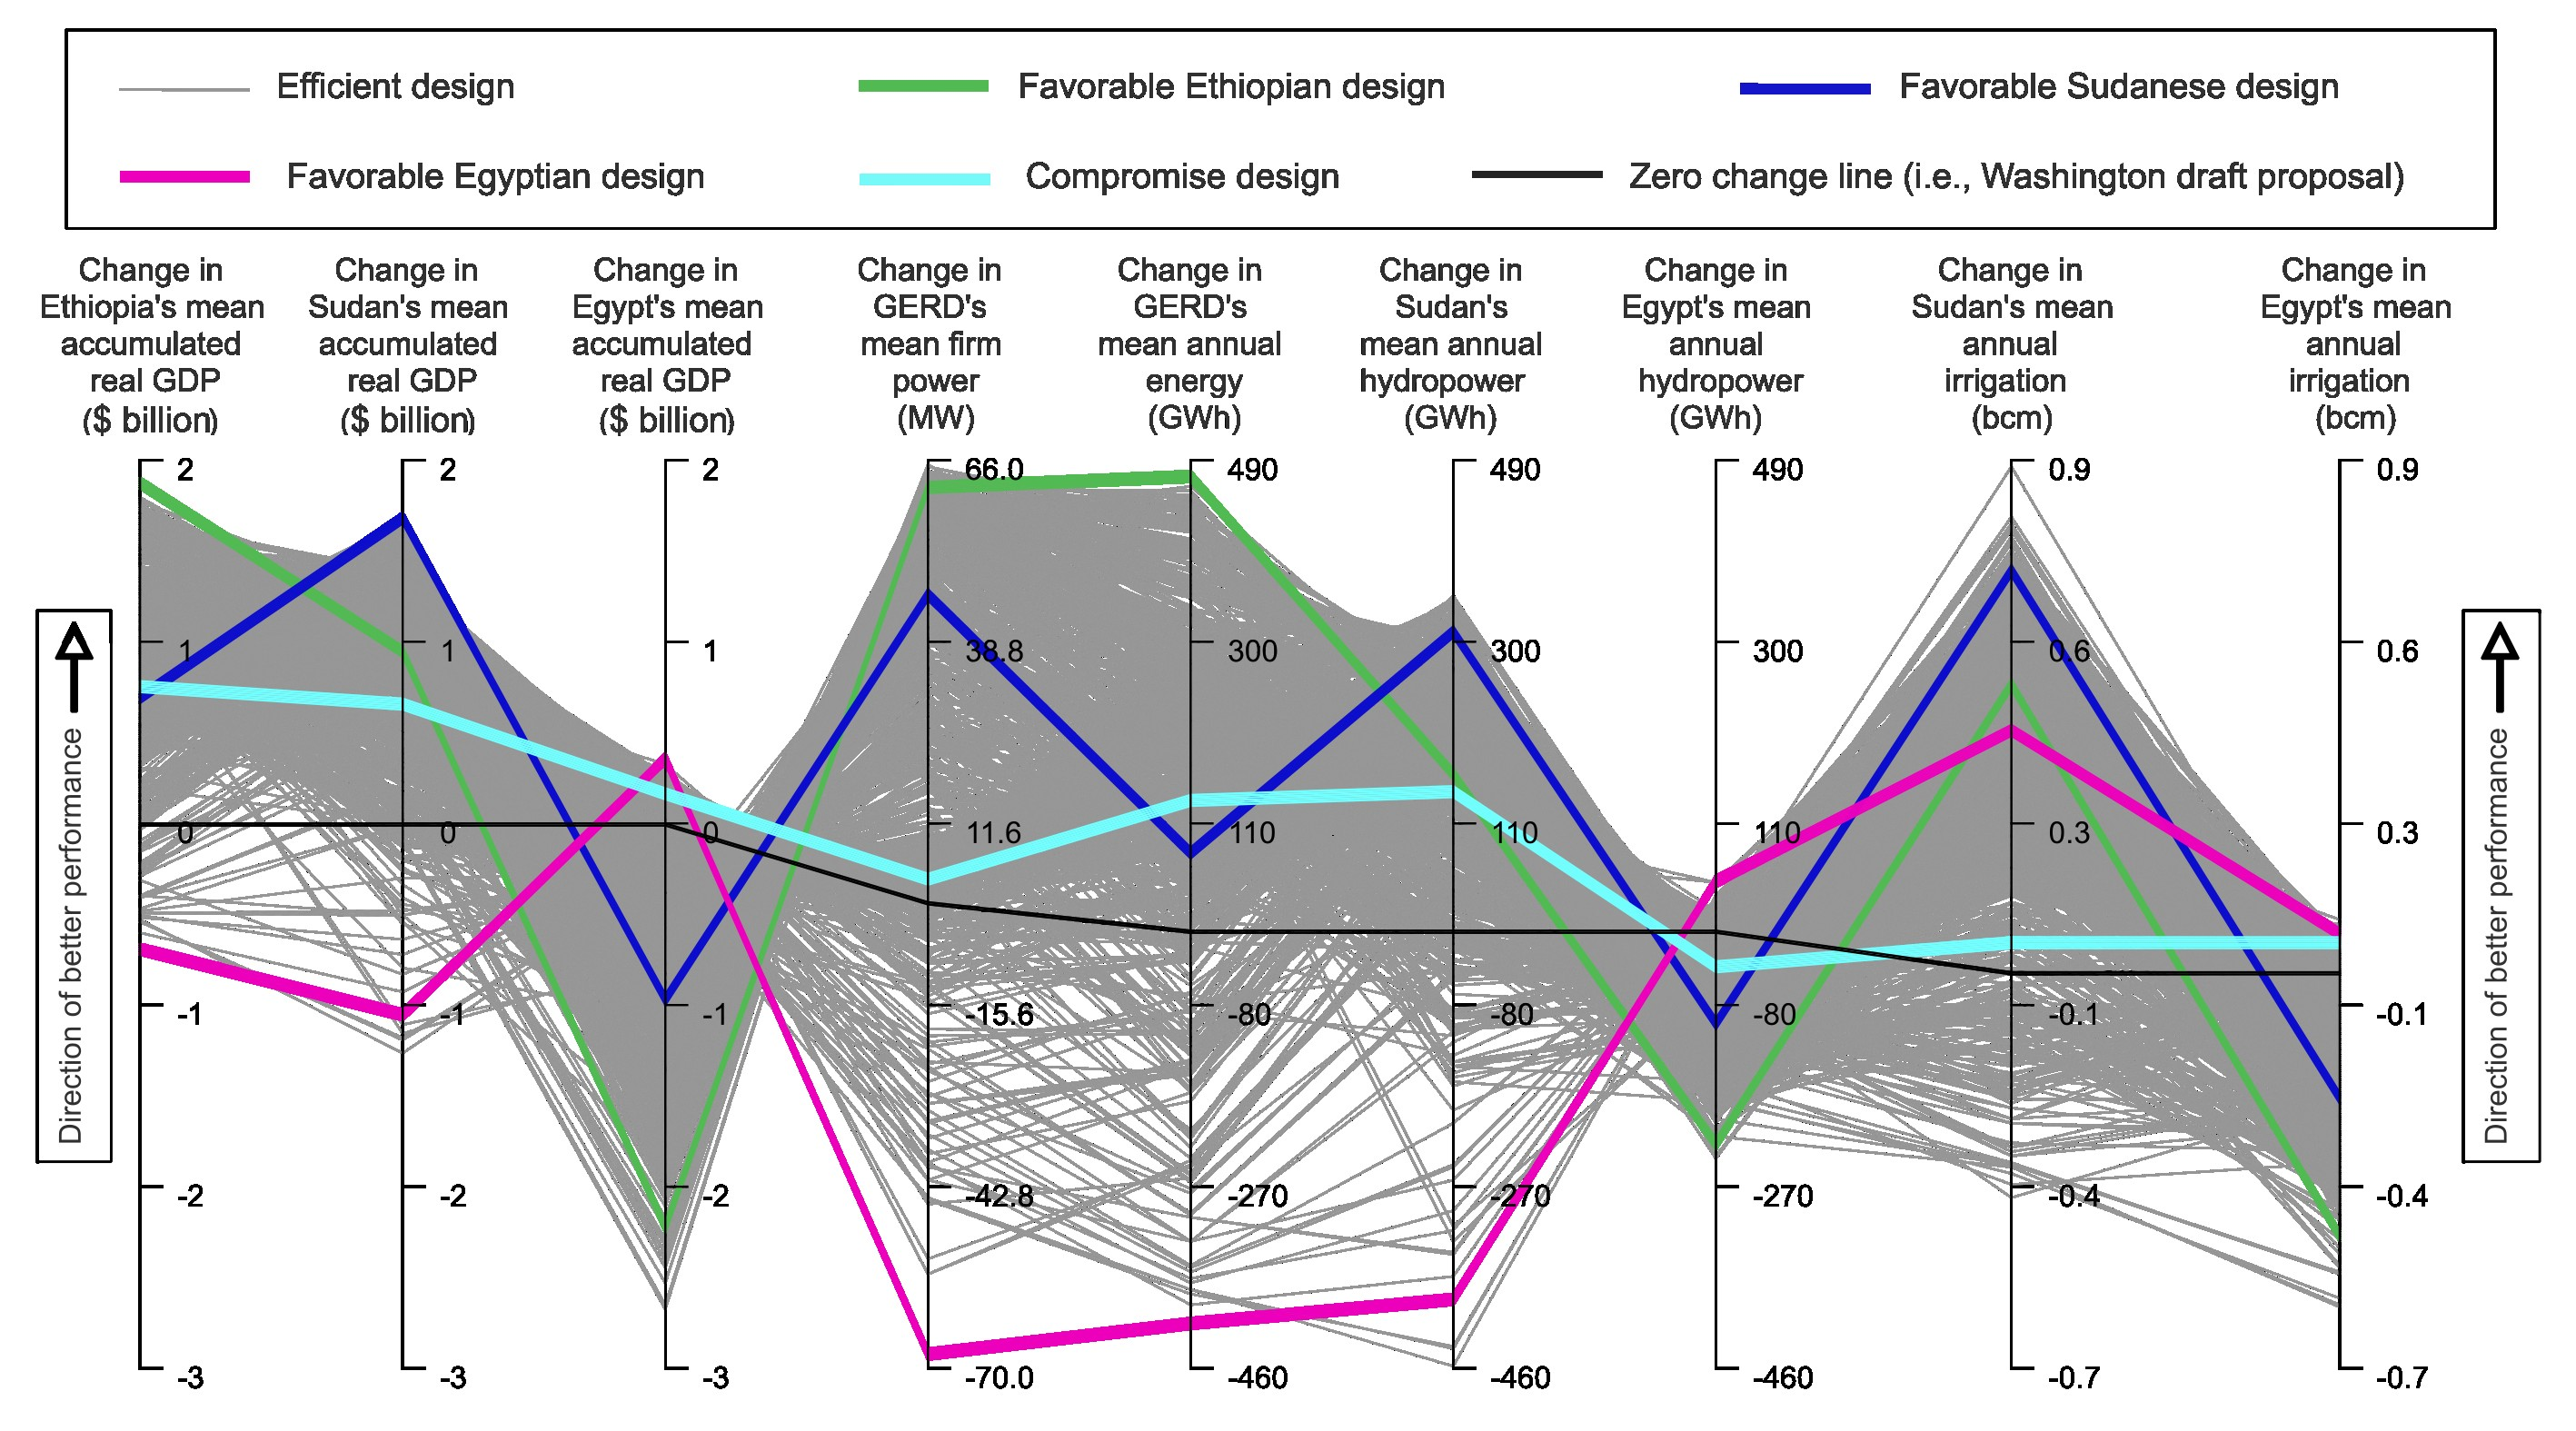 Efficient design
Favorable Ethiopian design
Favorable Sudanese design
Favorable Egyptian design
Compromise design
Zero change line (i.e., Washington draft proposal)
Change in
Ethiopia's mean
accumulated
real GDP
($ billion)
Change in
Sudan's mean
accumulated
real GDP
($ billion)
Change in
Egypt's mean
accumulated
real GDP
($ billion)
Change in
GERD's
mean firm
power
(MW)
Change in
GERD's
mean annual
energy
(GWh)
Change in
Sudan's
mean annual
hydropower
(GWh)
Change in
Egypt's mean
annual
hydropower
(GWh)
Change in
Sudan's mean
annual
irrigation
(bcm)
Change in
Egypt's mean
annual
irrigation
(bcm)
Direction of better performance
2
1
0
-1
-2
-3
2
1
0
-1
-2
-3
2
1
0
-1
-2
-3
66.0
38.8
11.6
-15.6
-42.8
-70.0
490
300
110
-80
-270
-460
490
300
110
-80
-270
-460
490
300
110
-80
-270
-460
0.9
0.6
0.3
-0.1
-0.4
-0.7
0.9
0.6
0.3
-0.1
-0.4
-0.7
Direction of better performance